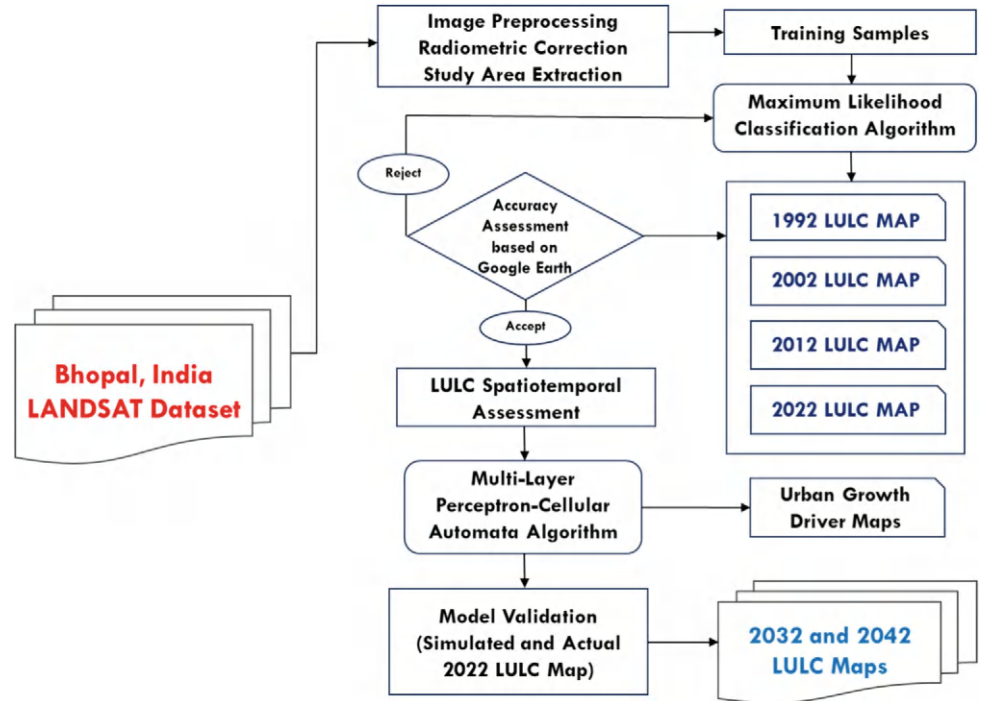 Image Preprocessing
Radiometric Correction
Study Area Extraction
Training Samples
Maximum Likelihood
Classification Algorithm
Reject
Accuracy
Assessment
based on
Google Earth
1992 LULC MAP
2002 LULC MAP
2012 LULC MAP
2022 LULC MAP
Accept
Bhopal, India
LANDSAT Dataset
LULC Spatiotemporal
Assessment
Multi-Layer
Perceptron-Cellular
Automata Algorithm
Urban Growth
Driver Maps
Model Validation
(Simulated and Actual
2022 LULC Map)
2032 and 2042
LULC Maps